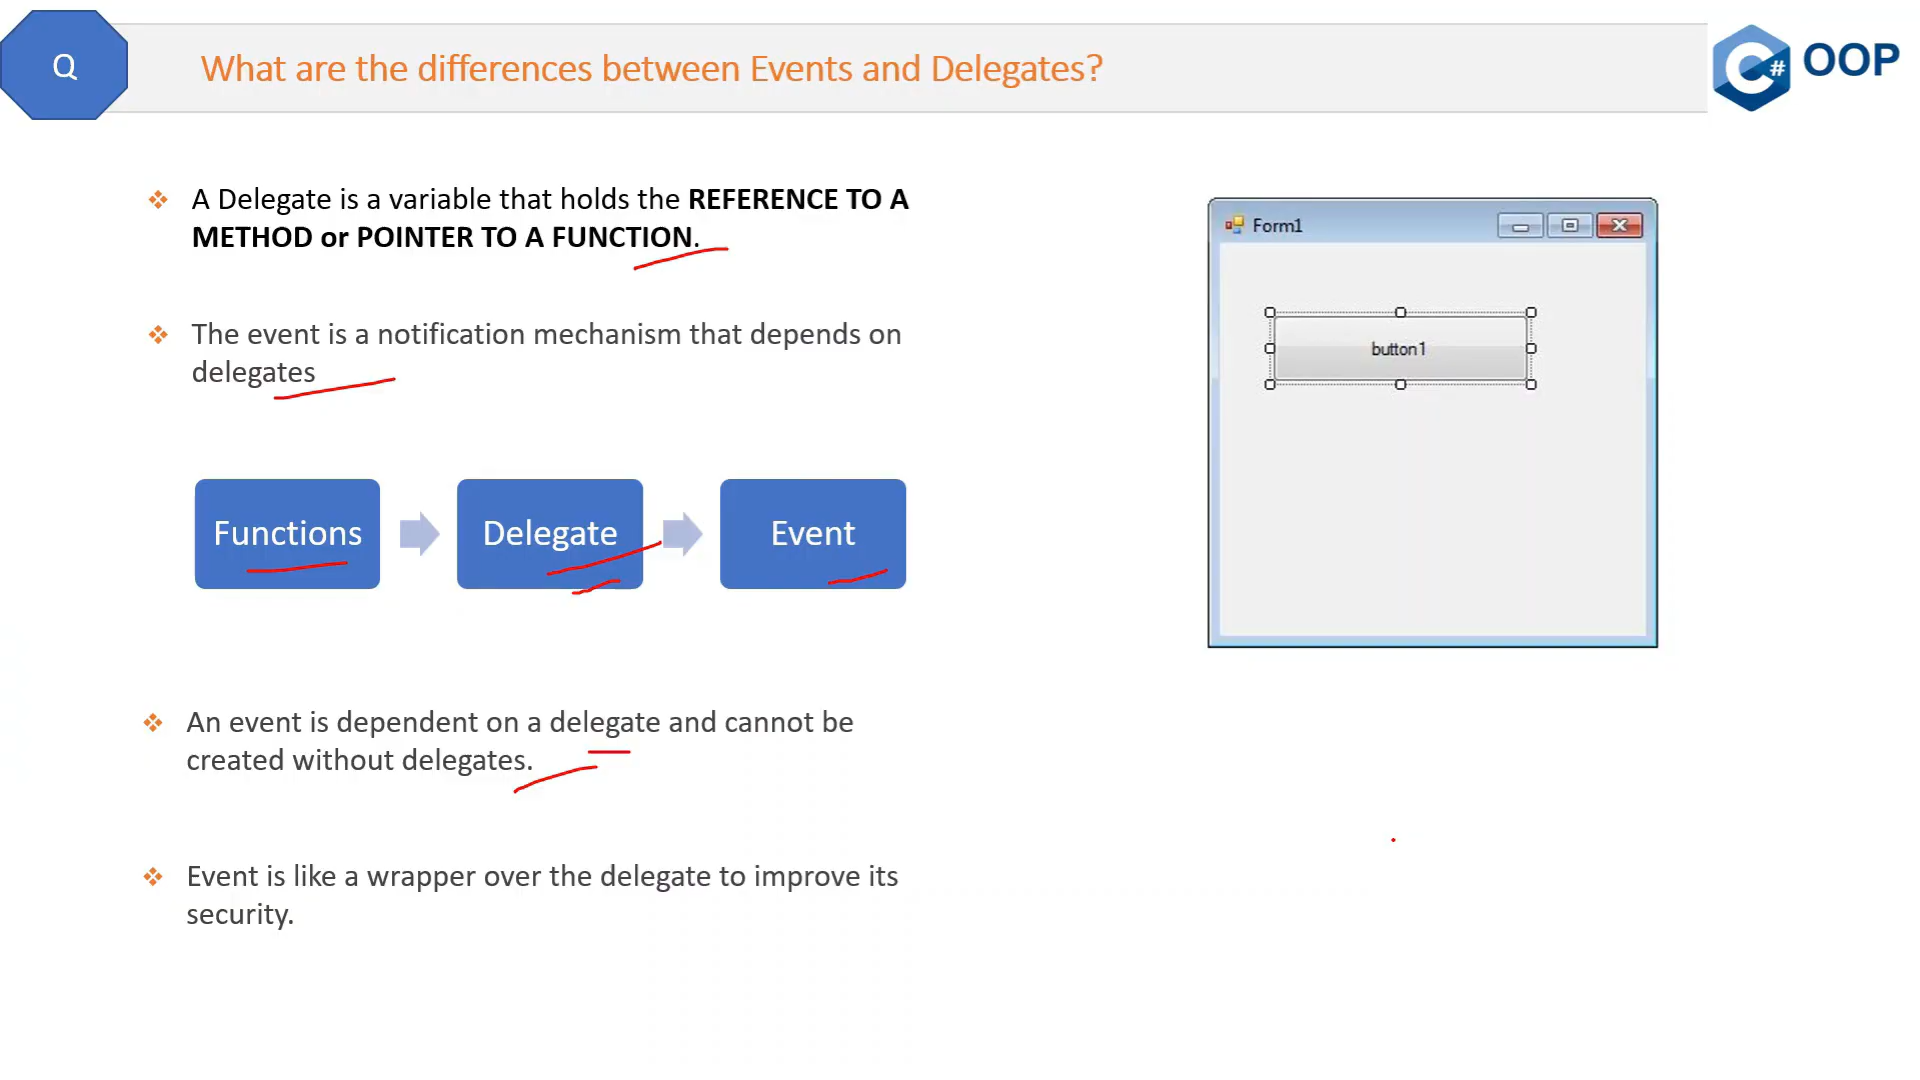 Q
What are the differences between Events and Delegates?
C#
OOP
A Delegate is a variable that holds the REFERENCE TO A
METHOD or POINTER TO A FUNCTION.
The event is a notification mechanism that depends on
delegates
Functions
Delegate
Event
An event is dependent on a delegate and cannot be
created without delegates.
Event is like a wrapper over the delegate to improve its
security.
Form1
button1